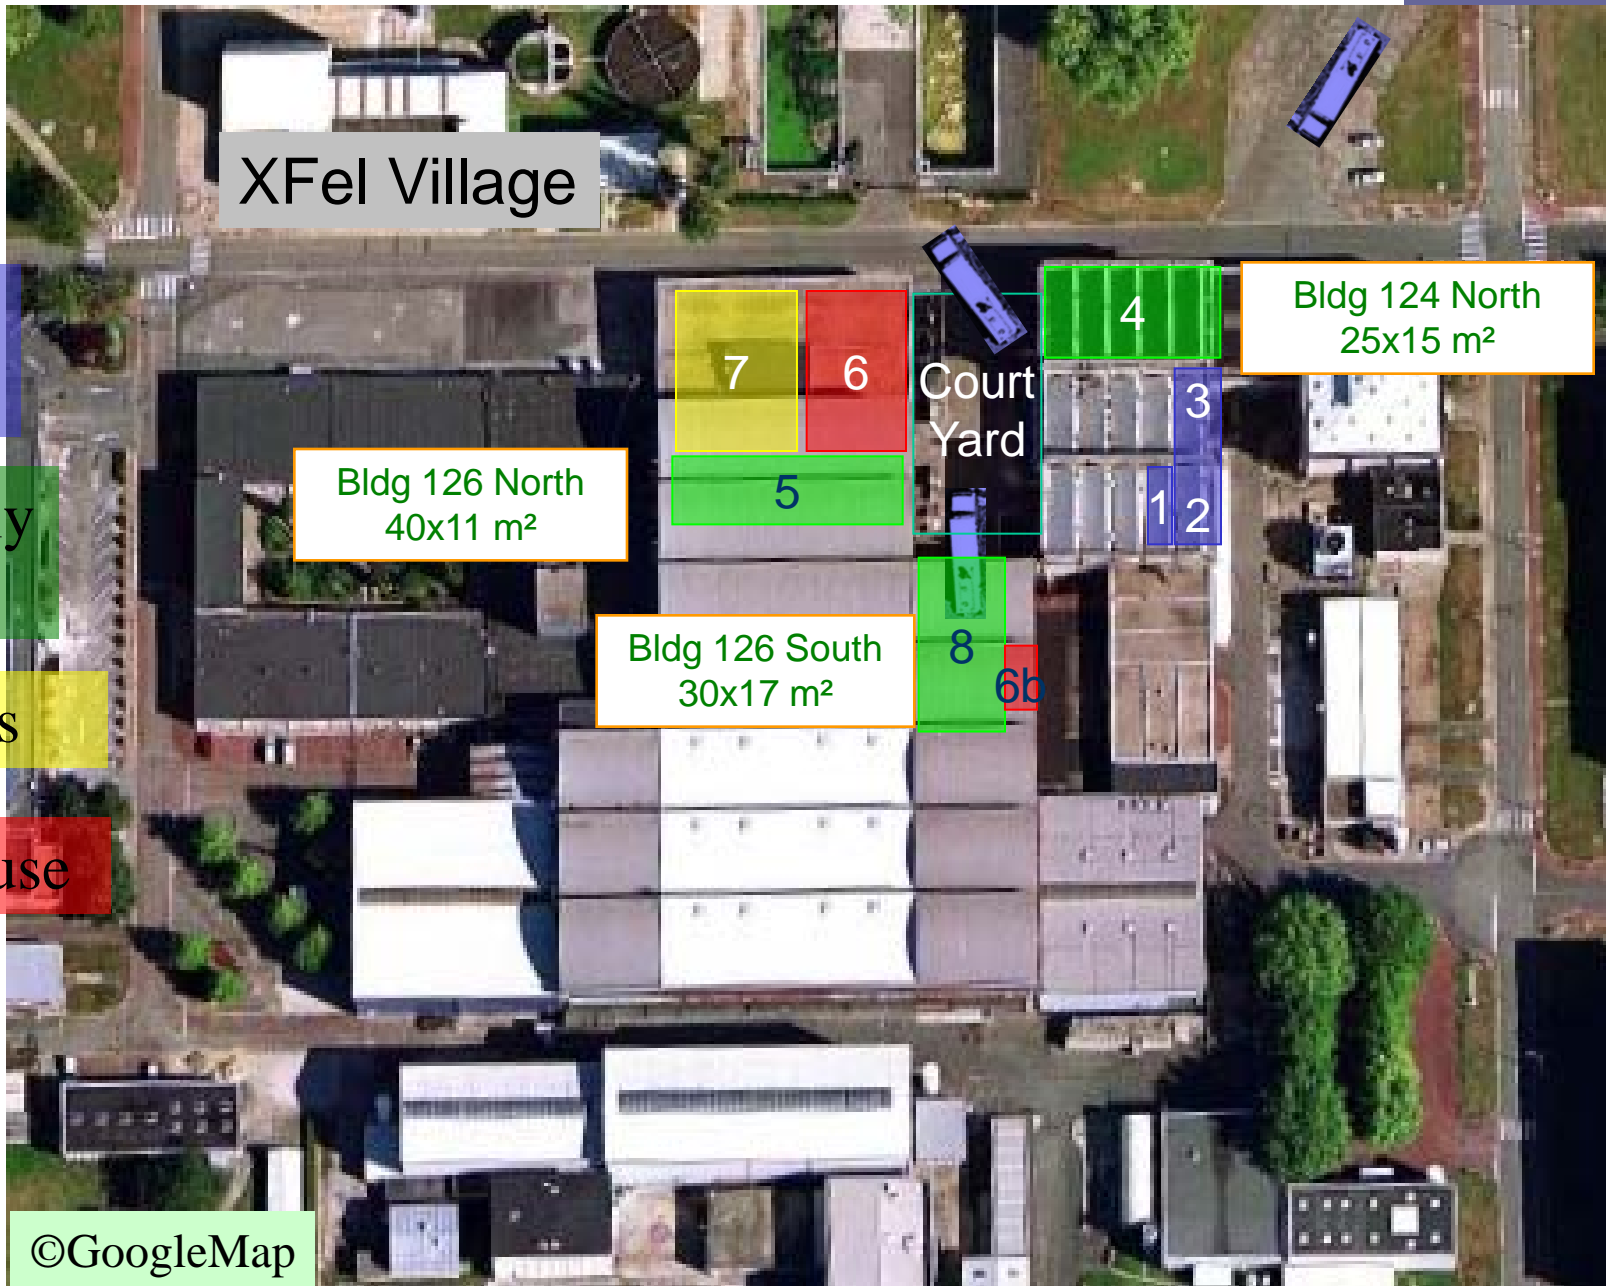 XFel Village
Bldg 124 North
25x15 m²
4
7
6
Court
Yard
3
Bldg 126 North
40x11 m²
5
1
2
Bldg 126 South
30x17 m²
8
6b
©GoogleMap